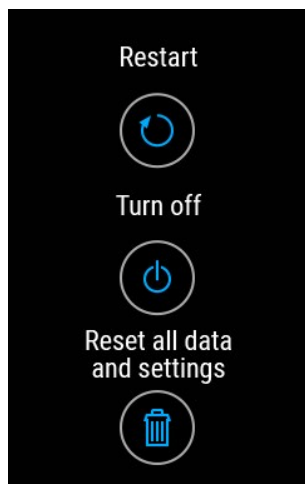 Restart
Turn off
Reset all data
and settings